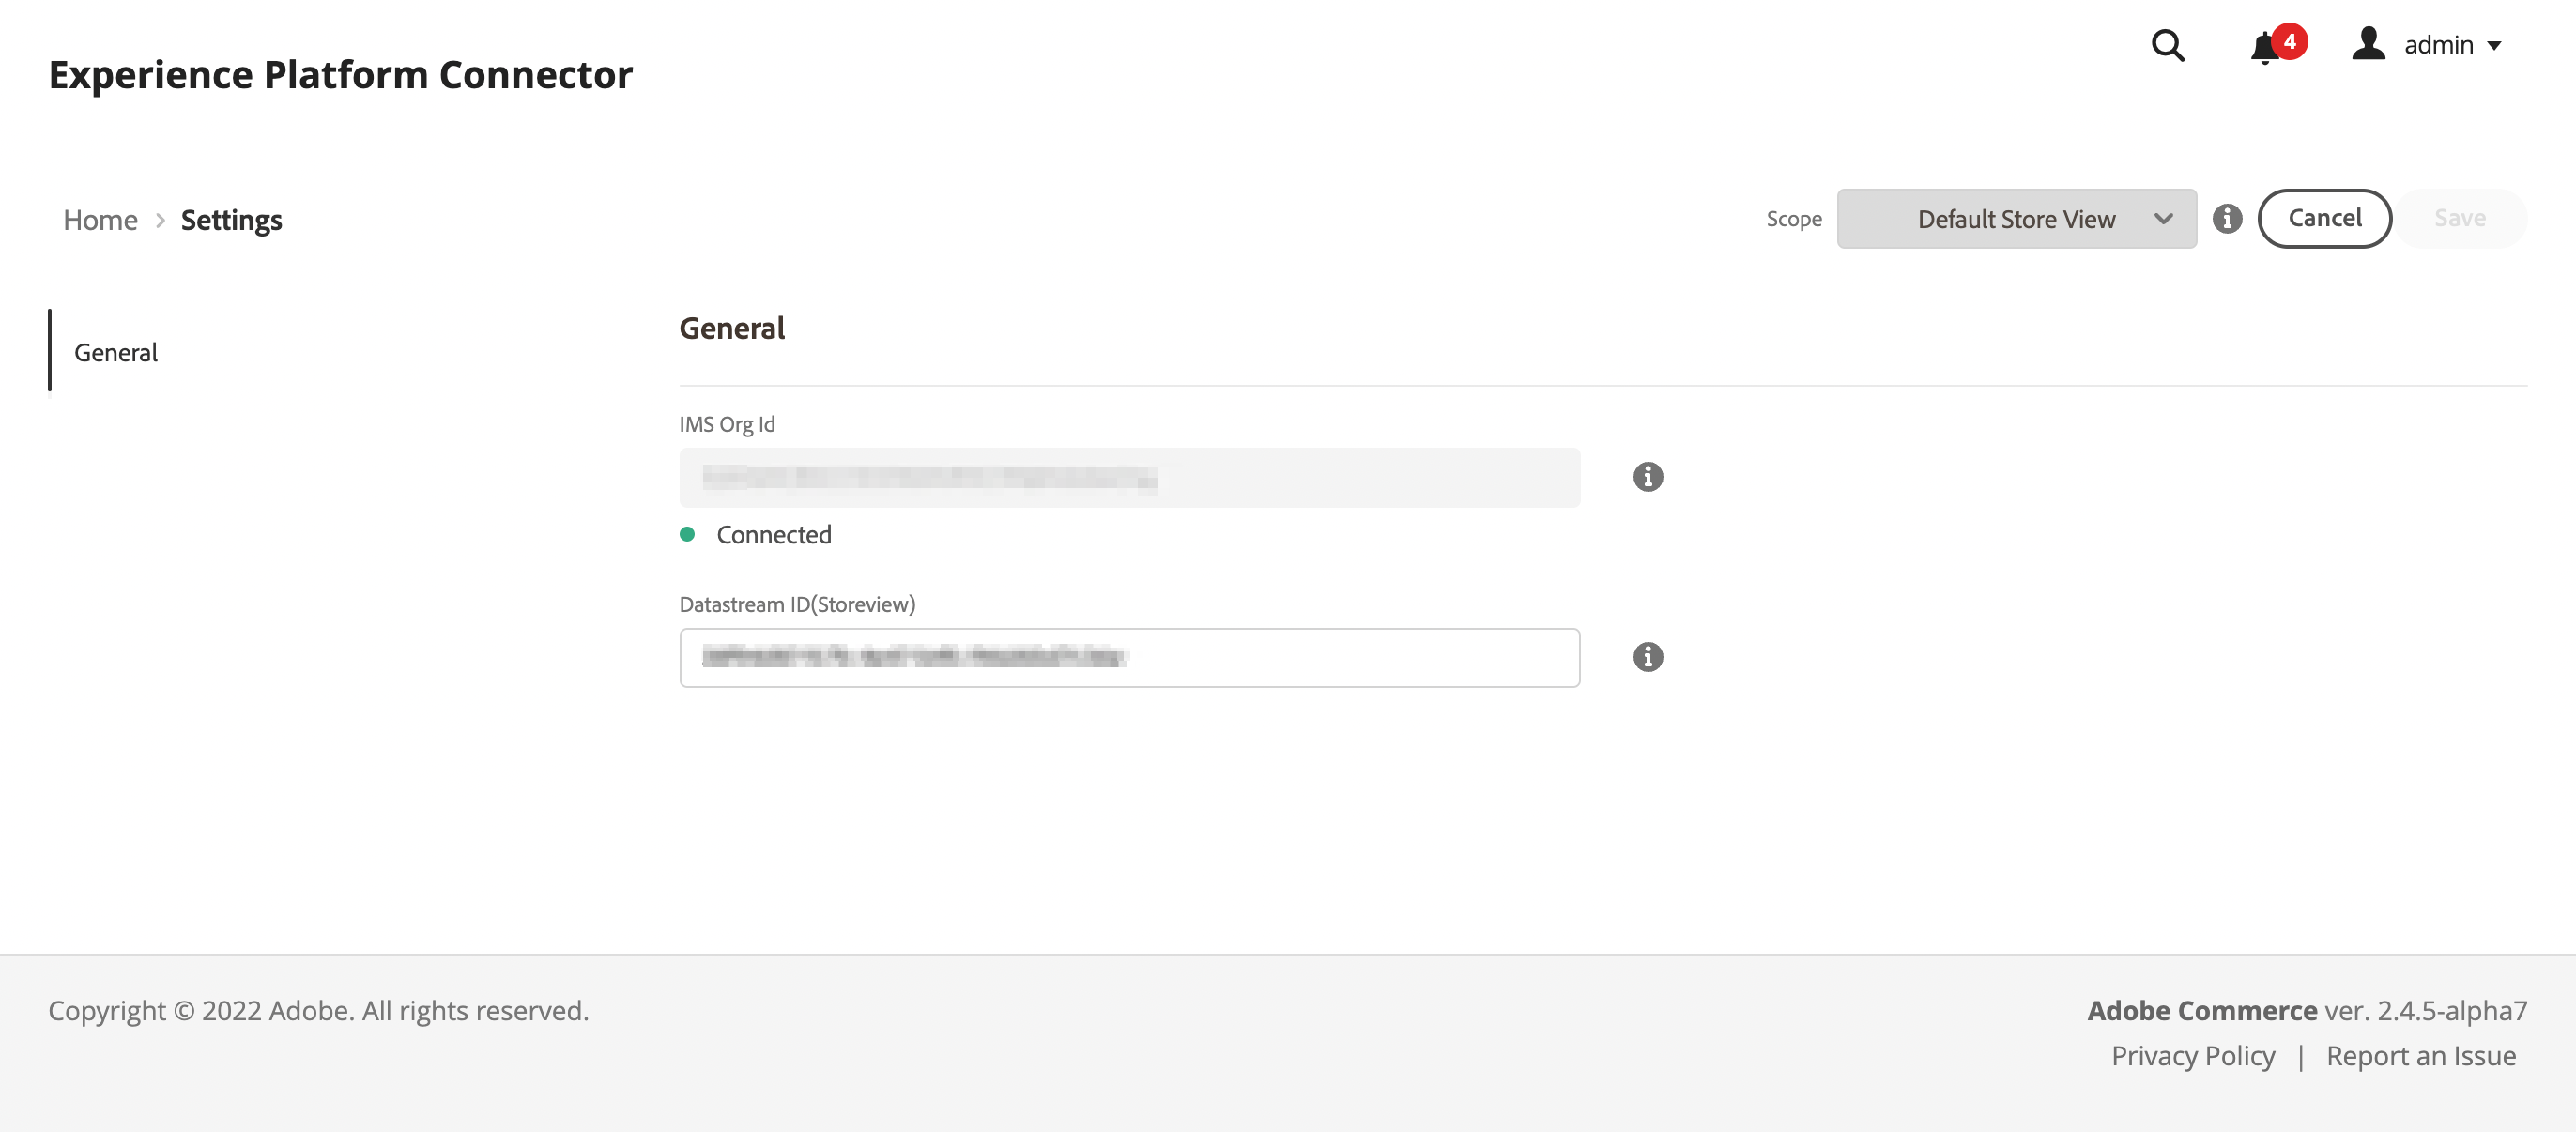 Experience Platform Connector
4
admin
Home > Settings
Scope
Default Store View
Cancel
Save
General
General
IMS Org Id
Connected
Datastream ID(Storeview)
Copyright © 2022 Adobe. All rights reserved.
Adobe Commerce ver. 2.4.5-alpha7
Privacy Policy | Report an Issue